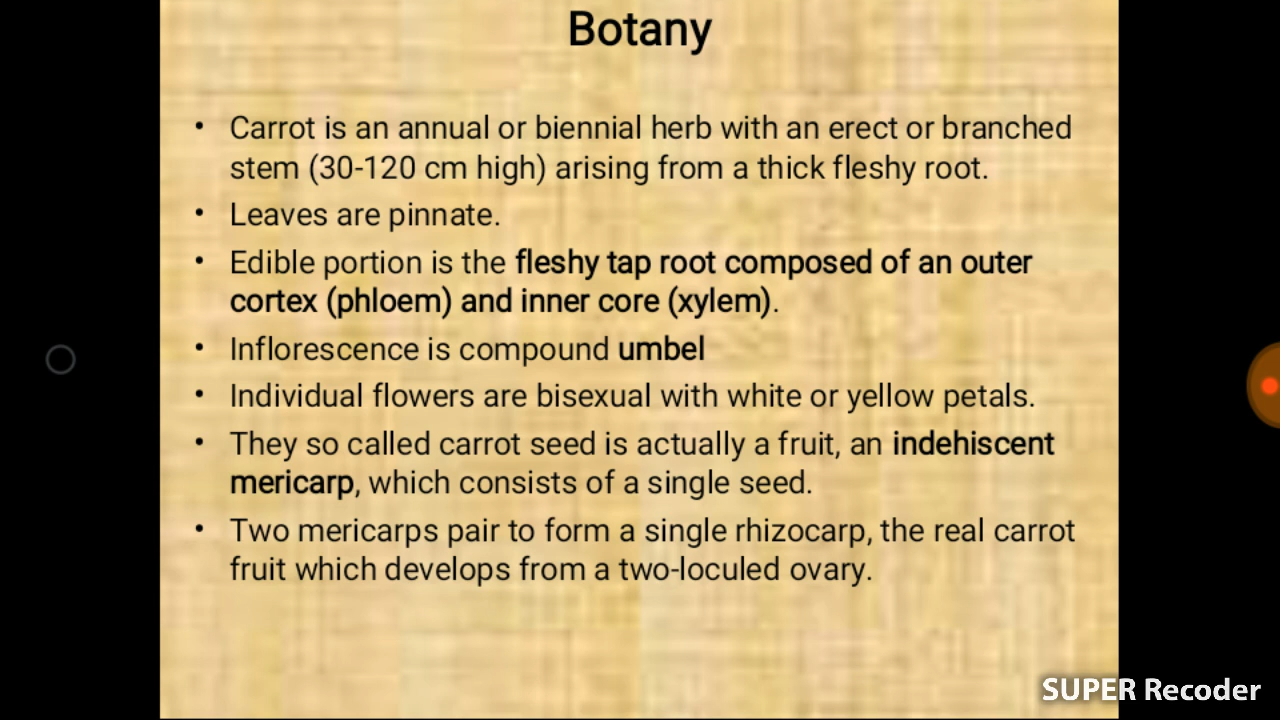 Botany
• Carrot is an annual or biennial herb with an erect or branched
stem (30-120 cm high) arising from a thick fleshy root.
• Leaves are pinnate.
• Edible portion is the fleshy tap root composed of an outer
cortex (phloem) and inner core (xylem).
• Inflorescence is compound umbel
• Individual flowers are bisexual with white or yellow petals.
• They so called carrot seed is actually a fruit, an indehiscent
mericarp, which consists of a single seed.
• Two mericarps pair to form a single rhizocarp, the real carrot
fruit which develops from a two-loculed ovary.
SUPER Recoder